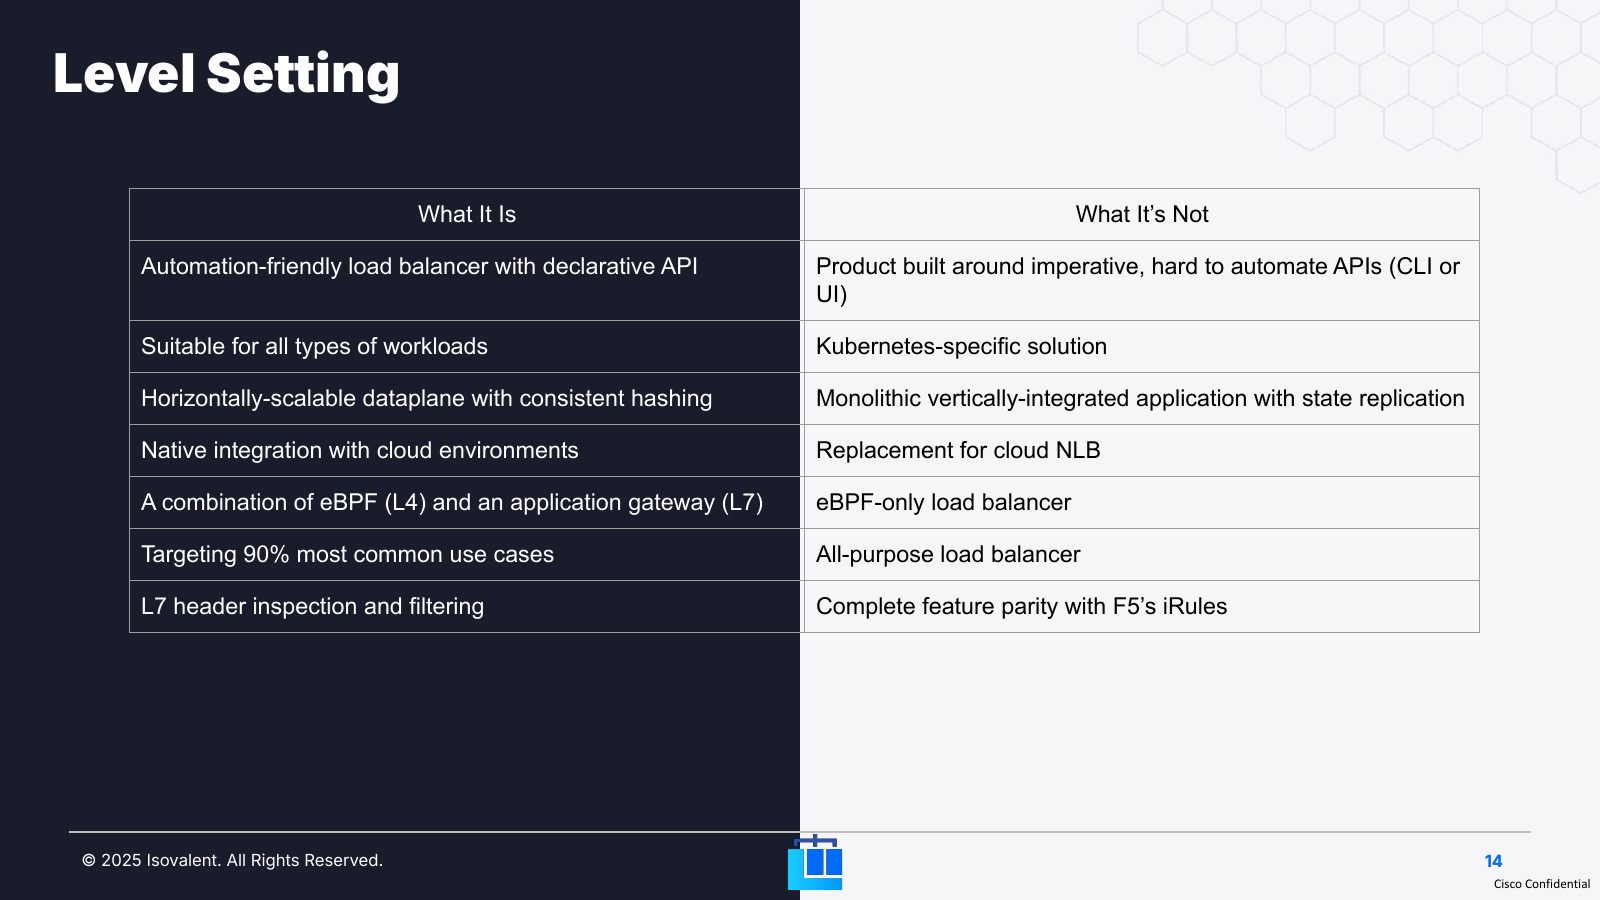 Level Setting
What It Is
What It’s Not
Automation-friendly load balancer with declarative API
Product built around imperative, hard to automate APIs (CLI or
UI)
Suitable for all types of workloads
Kubernetes-specific solution
Horizontally-scalable dataplane with consistent hashing
Monolithic vertically-integrated application with state replication
Native integration with cloud environments
Replacement for cloud NLB
A combination of eBPF (L4) and an application gateway (L7)
eBPF-only load balancer
Targeting 90% most common use cases
All-purpose load balancer
L7 header inspection and filtering
Complete feature parity with F5’s iRules
© 2025 Isovalent. All Rights Reserved.
14
Cisco Confidential